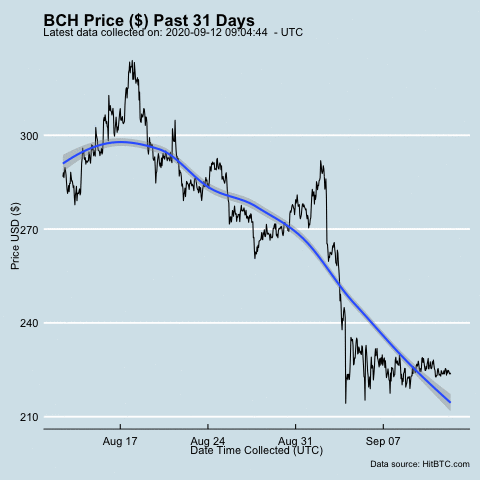 BCH Price ($) Past 31 Days
Latest data collected on: 2020-09-12 09:04:44 - UTC
300
270
240
210
Price USD ($)
Aug 17 Aug 24 Aug 31 Sep 07
Date Time Collected (UTC)
Data source: HitBTC.com